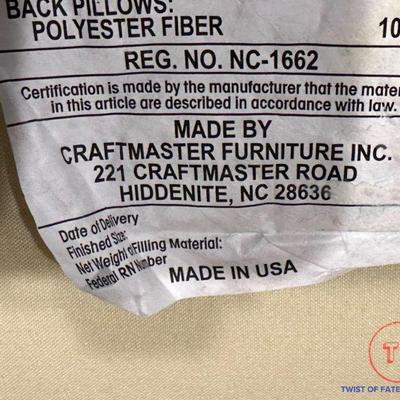 BACK PILLOWS:
POLYESTER FIBER 10
REG. NO. NC-1662
Certification is made by the manufacturer that the mater
in this article are described in accordance with law.
MADE BY
CRAFTMASTER FURNITURE INC.
221 CRAFTMASTER ROAD
HIDDENITE, NC 28636
Date of Delivery
Finished Size:
Net Weight of Filling Material:
Federal RN Number
MADE IN USA
T
TWIST OF FATE